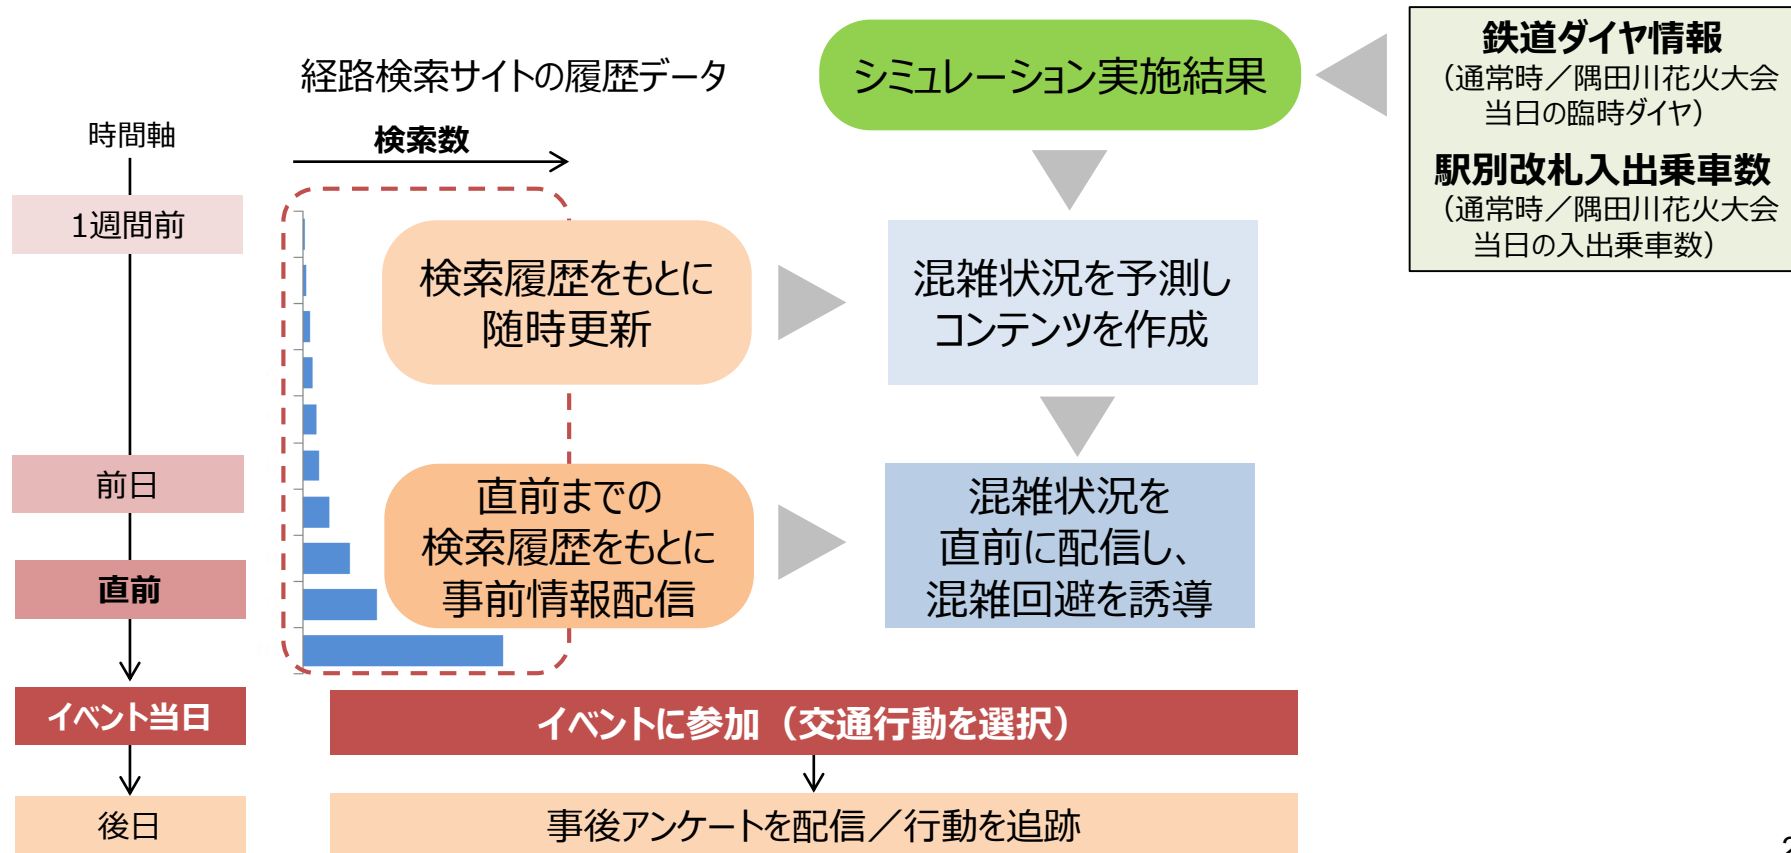 経路検索サイトの履歴データ
シミュレーション実施結果
鉄道ダイヤ情報
（通常時／隅田川花火大会
当日の臨時ダイヤ）
駅別改札入出乗車数
（通常時／隅田川花火大会
当日の入出乗車数）
時間軸
検索数
1週間前
検索履歴をもとに
随時更新
混雑状況を予測し
コンテンツを作成
前日
直前までの
検索履歴をもとに
事前情報配信
混雑状況を
直前に配信し、
混雑回避を誘導
直前
イベント当日
イベントに参加（交通行動を選択）
後日
事後アンケートを配信／行動を追跡